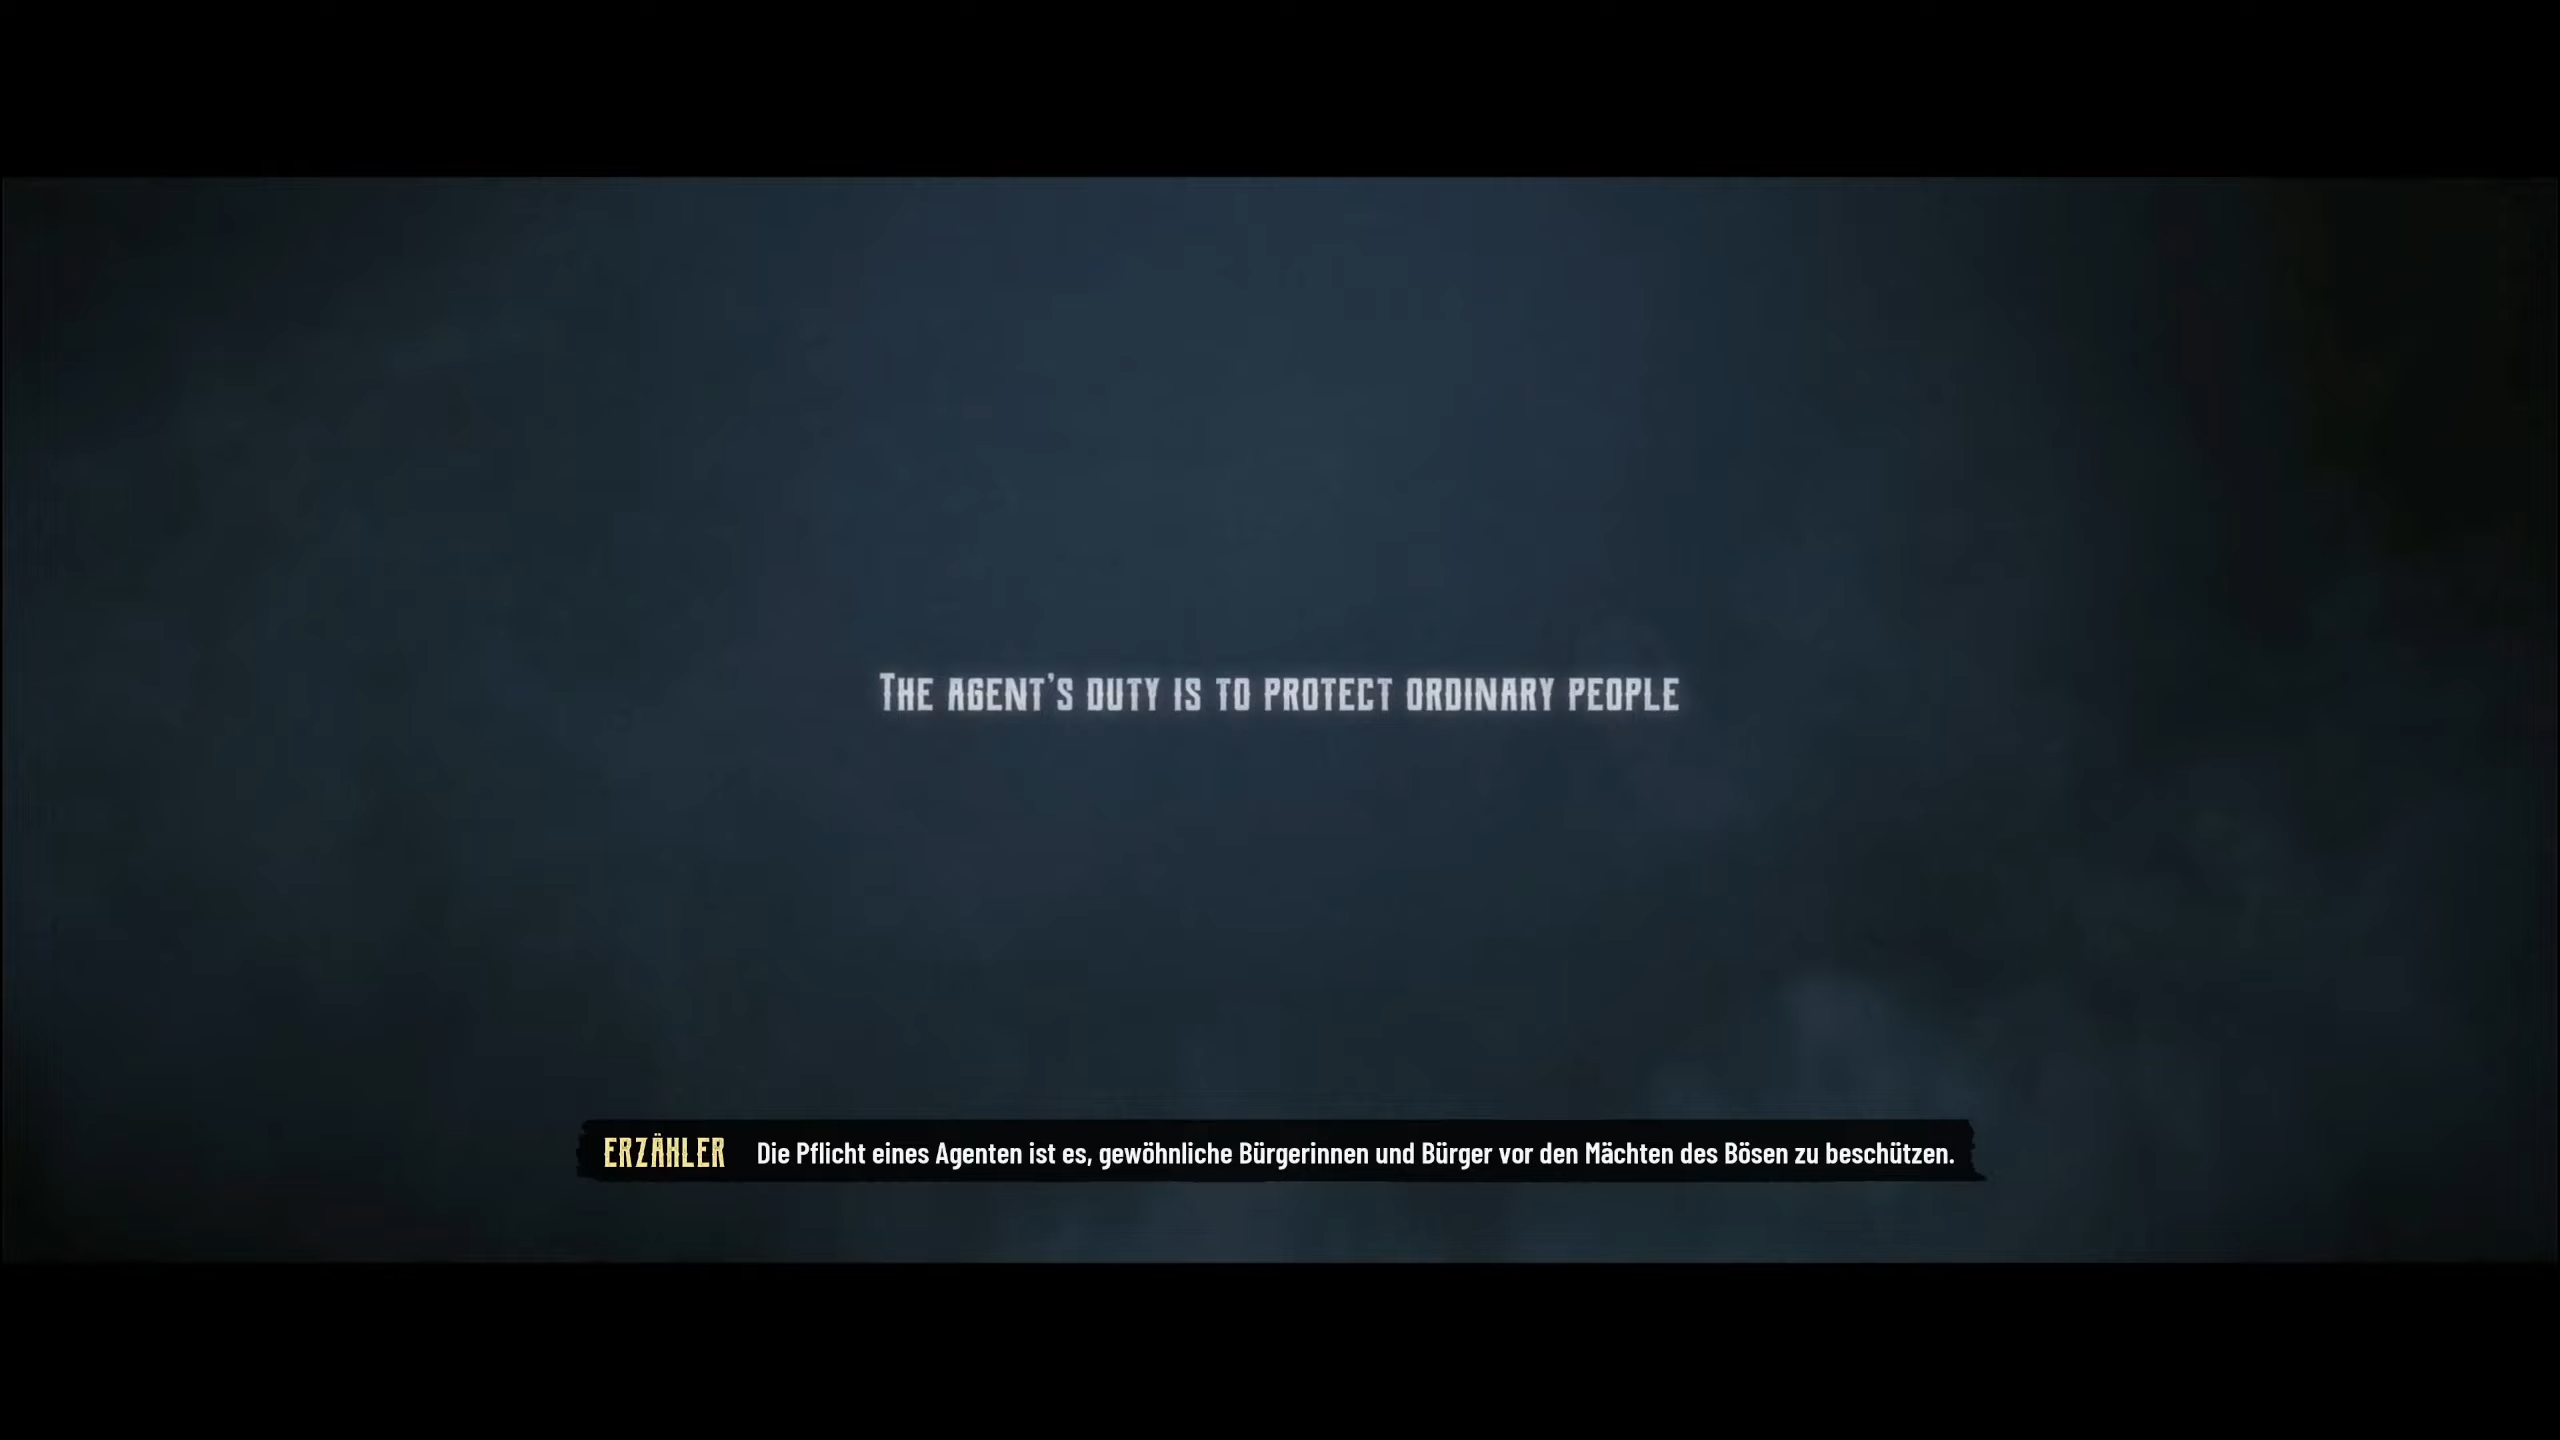 The agent's duty is to protect ordinary people
ERZÄHLER Die Pflicht eines Agenten ist es, gewöhnliche Bürgerinnen und Bürger vor den Mächten des Bösen zu beschützen.